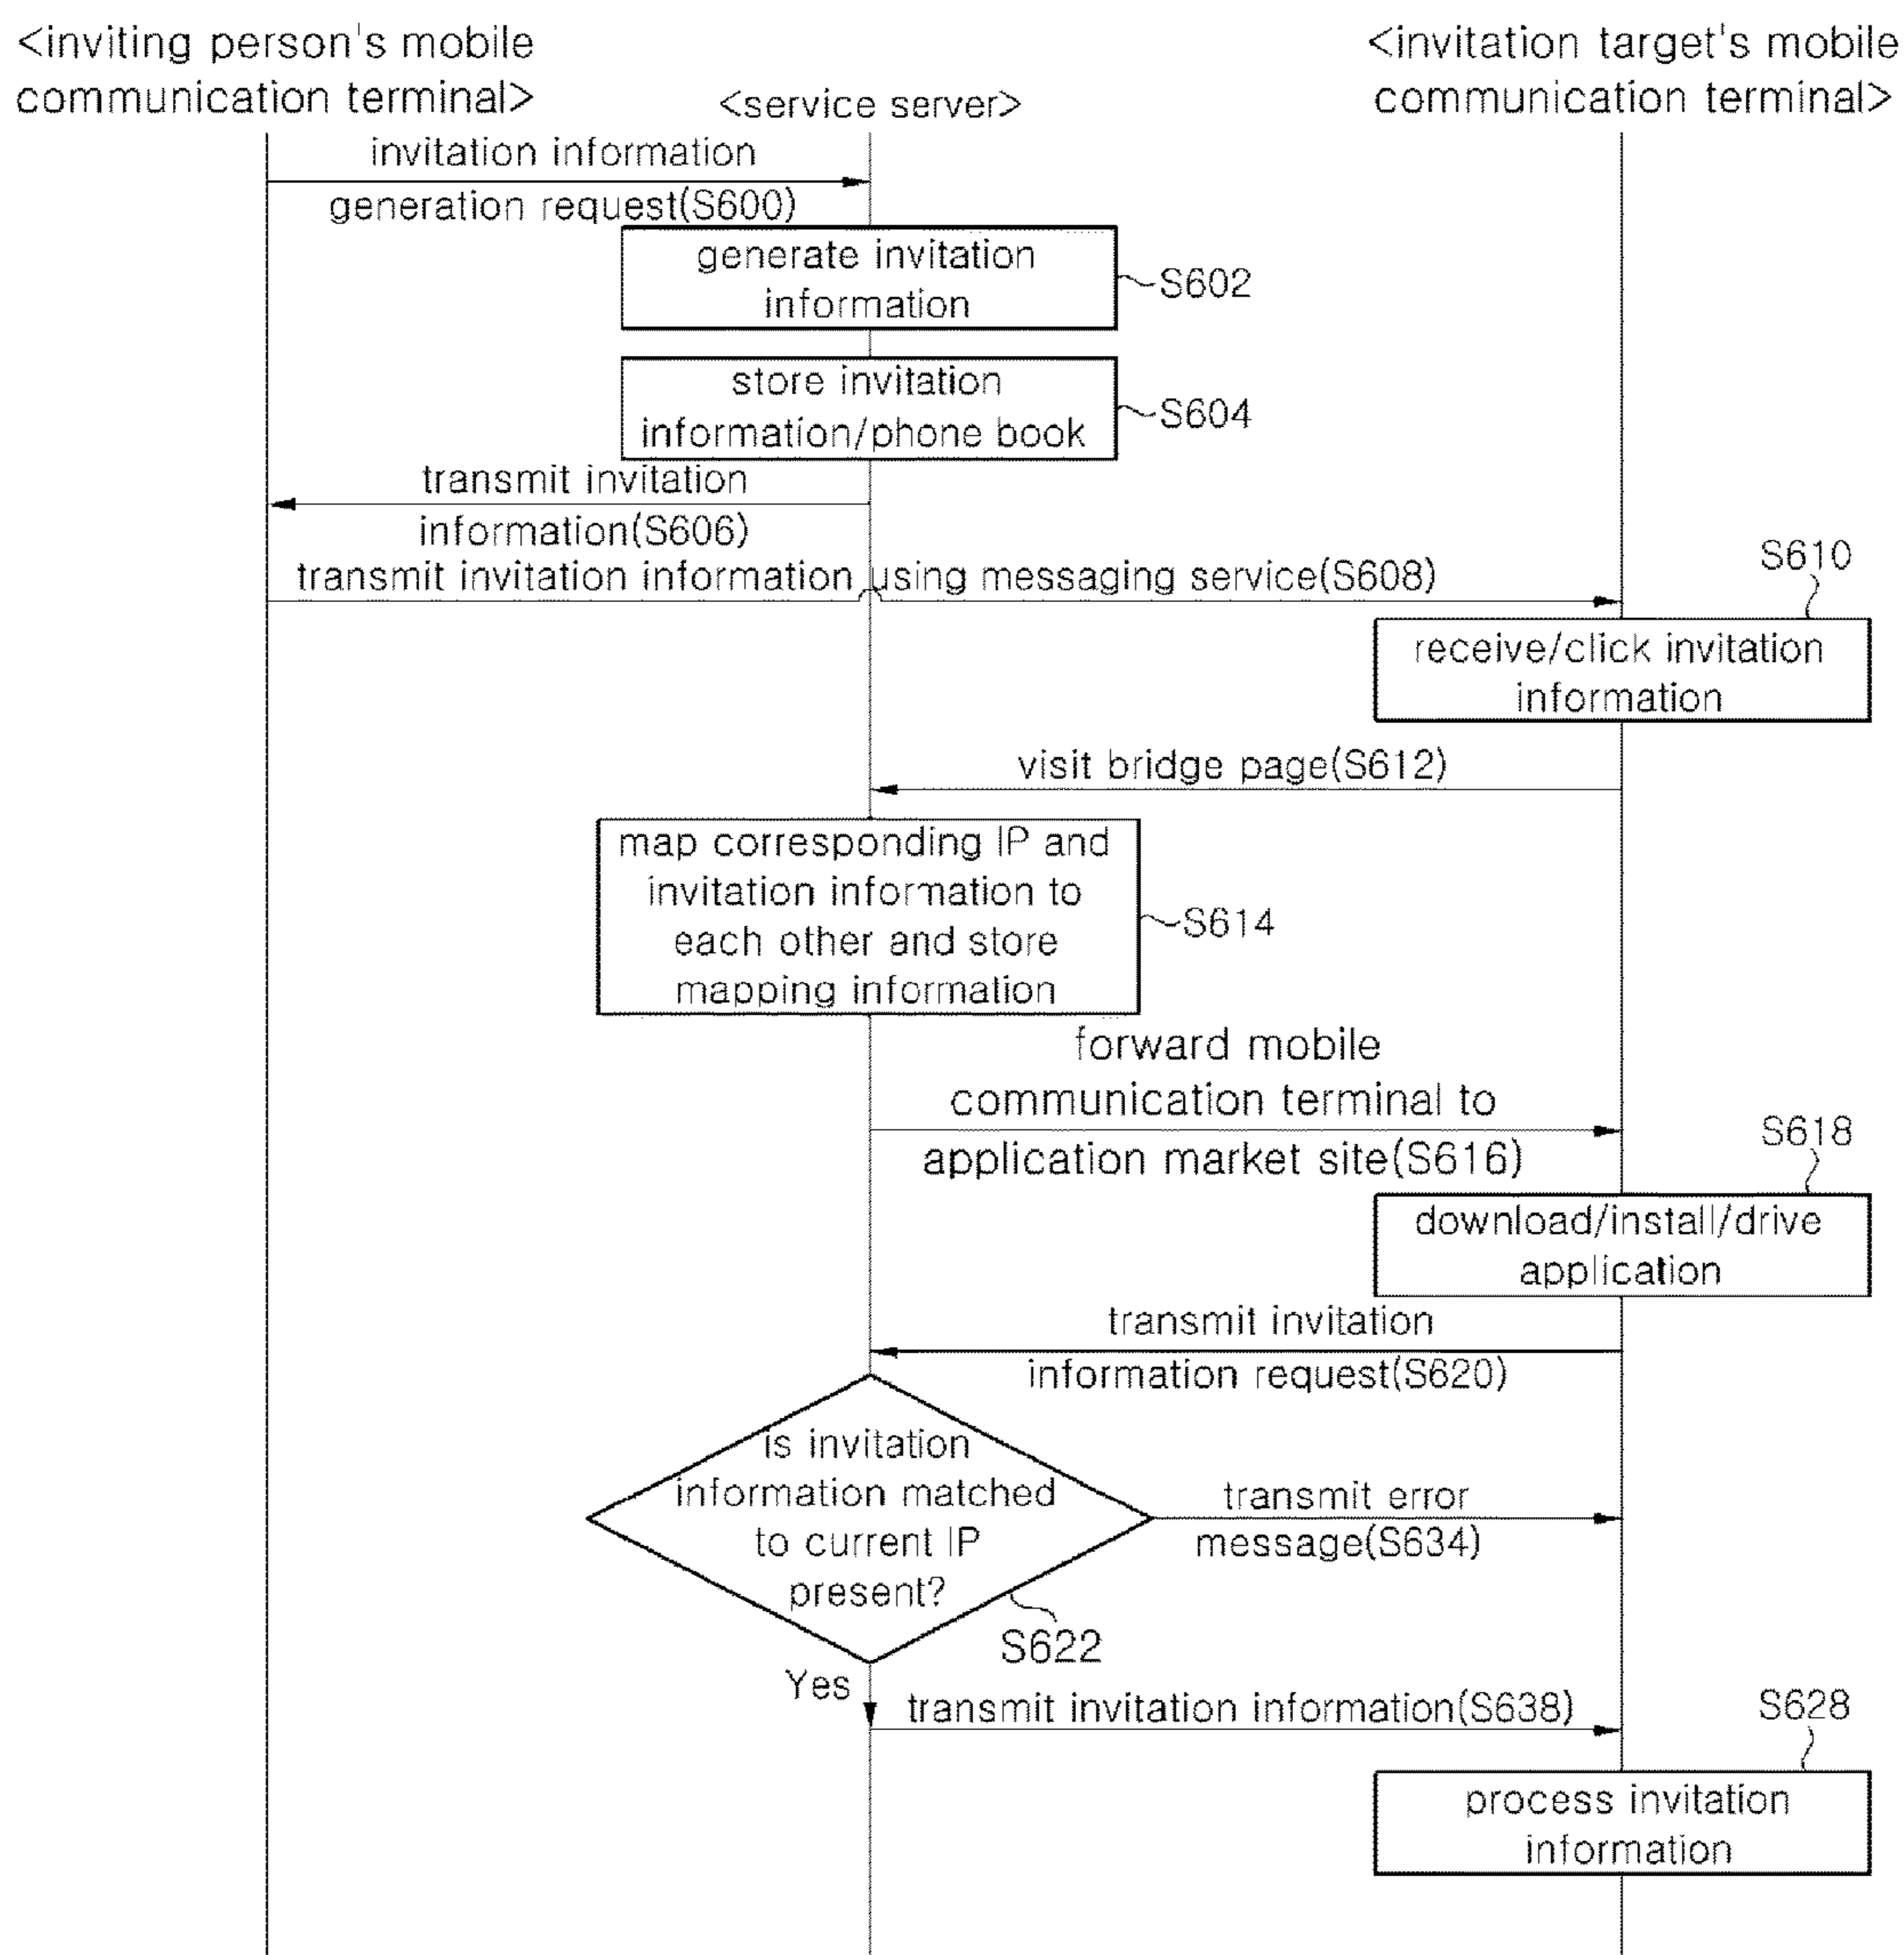 <inviting person's mobile
communication terminal>
<service server>
<invitation target's mobile
communication terminal>
invitation information
generation request(S600)
generate invitation
information
S602
store invitation
information/phone book
S604
transmit invitation
information(S606)
transmit invitation information using messaging service(S608)
S610
receive/click invitation
information
visit bridge page(S612)
map corresponding IP and
invitation information to
each other and store
mapping information
S614
forward mobile
communication terminal to
application market site(S616)
S618
download/install/drive
application
transmit invitation
information request(S620)
is invitation
information matched
to current IP
present?
S622
transmit error
message(S634)
Yes
transmit invitation information(S638)
S628
process invitation
information